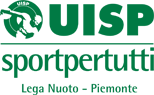 UISP
sportpertutti
Lega Nuoto - Piemonte